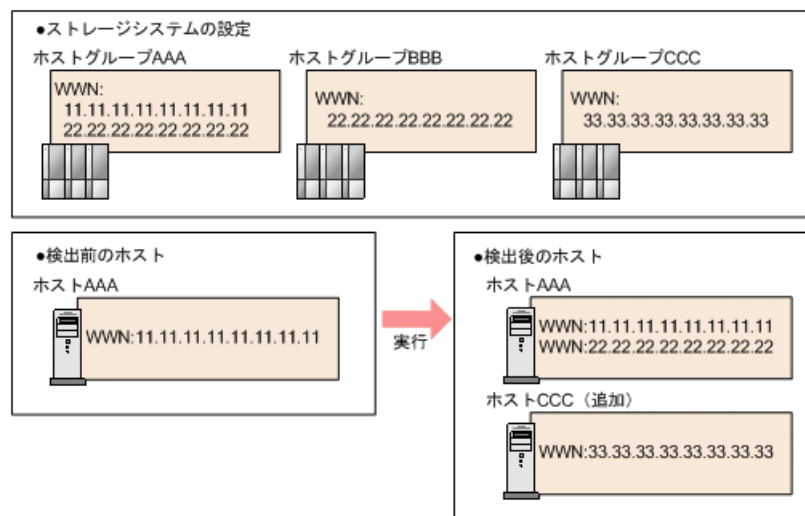 ●ストレージシステムの設定
ホストグループAAA
WWN:
11.11.11.11.11.11.11.11
22.22.22.22.22.22.22.22
ホストグループBBB
WWN:
22.22.22.22.22.22.22.22
ホストグループCCC
WWN:
33.33.33.33.33.33.33.33
●検出前のホスト
ホストAAA
WWN:11.11.11.11.11.11.11.11
実行
●検出後のホスト
ホストAAA
WWN:11.11.11.11.11.11.11.11
WWN:22.22.22.22.22.22.22.22
ホストCCC（追加）
WWN:33.33.33.33.33.33.33.33